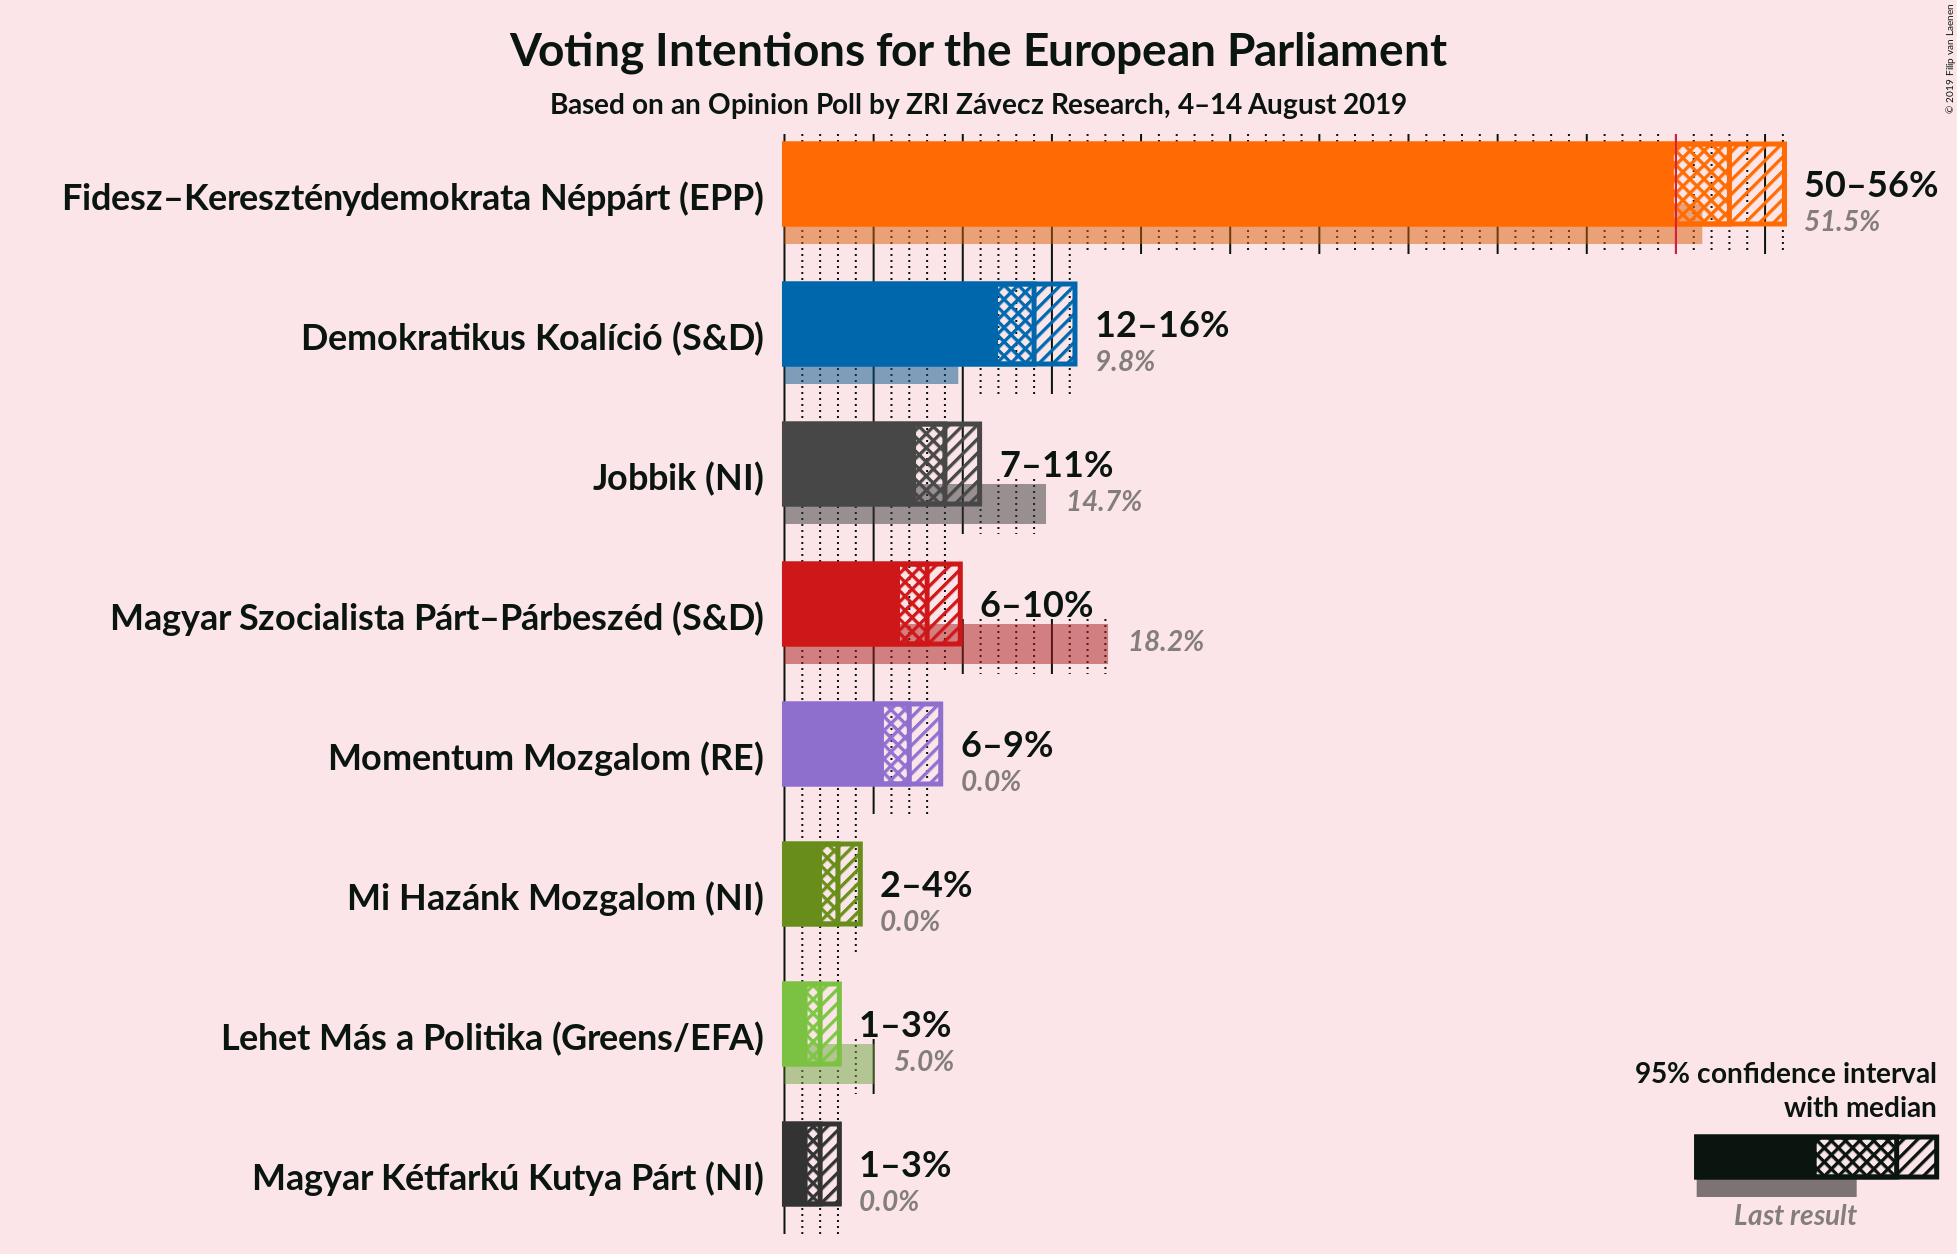 Voting Intentions for the European Parliament
Based on an Opinion Poll by ZRI Závecz Research, 4–14 August 2019
© 2019 Filip van Laenen
Fidesz–Kereszténydemokrata Néppárt (EPP)
50–56%
51.5%
Demokratikus Koalíció (S&D)
12–16%
9.8%
Jobbik (NI)
7–11%
14.7%
Magyar Szocialista Párt–Párbeszéd (S&D)
6–10%
18.2%
Momentum Mozgalom (RE)
6–9%
0.0%
Mi Hazánk Mozgalom (NI)
2–4%
0.0%
Lehet Más a Politika (Greens/EFA)
1–3%
5.0%
Magyar Kétfarkú Kutya Párt (NI)
1–3%
0.0%
95% confidence interval
with median
Last result